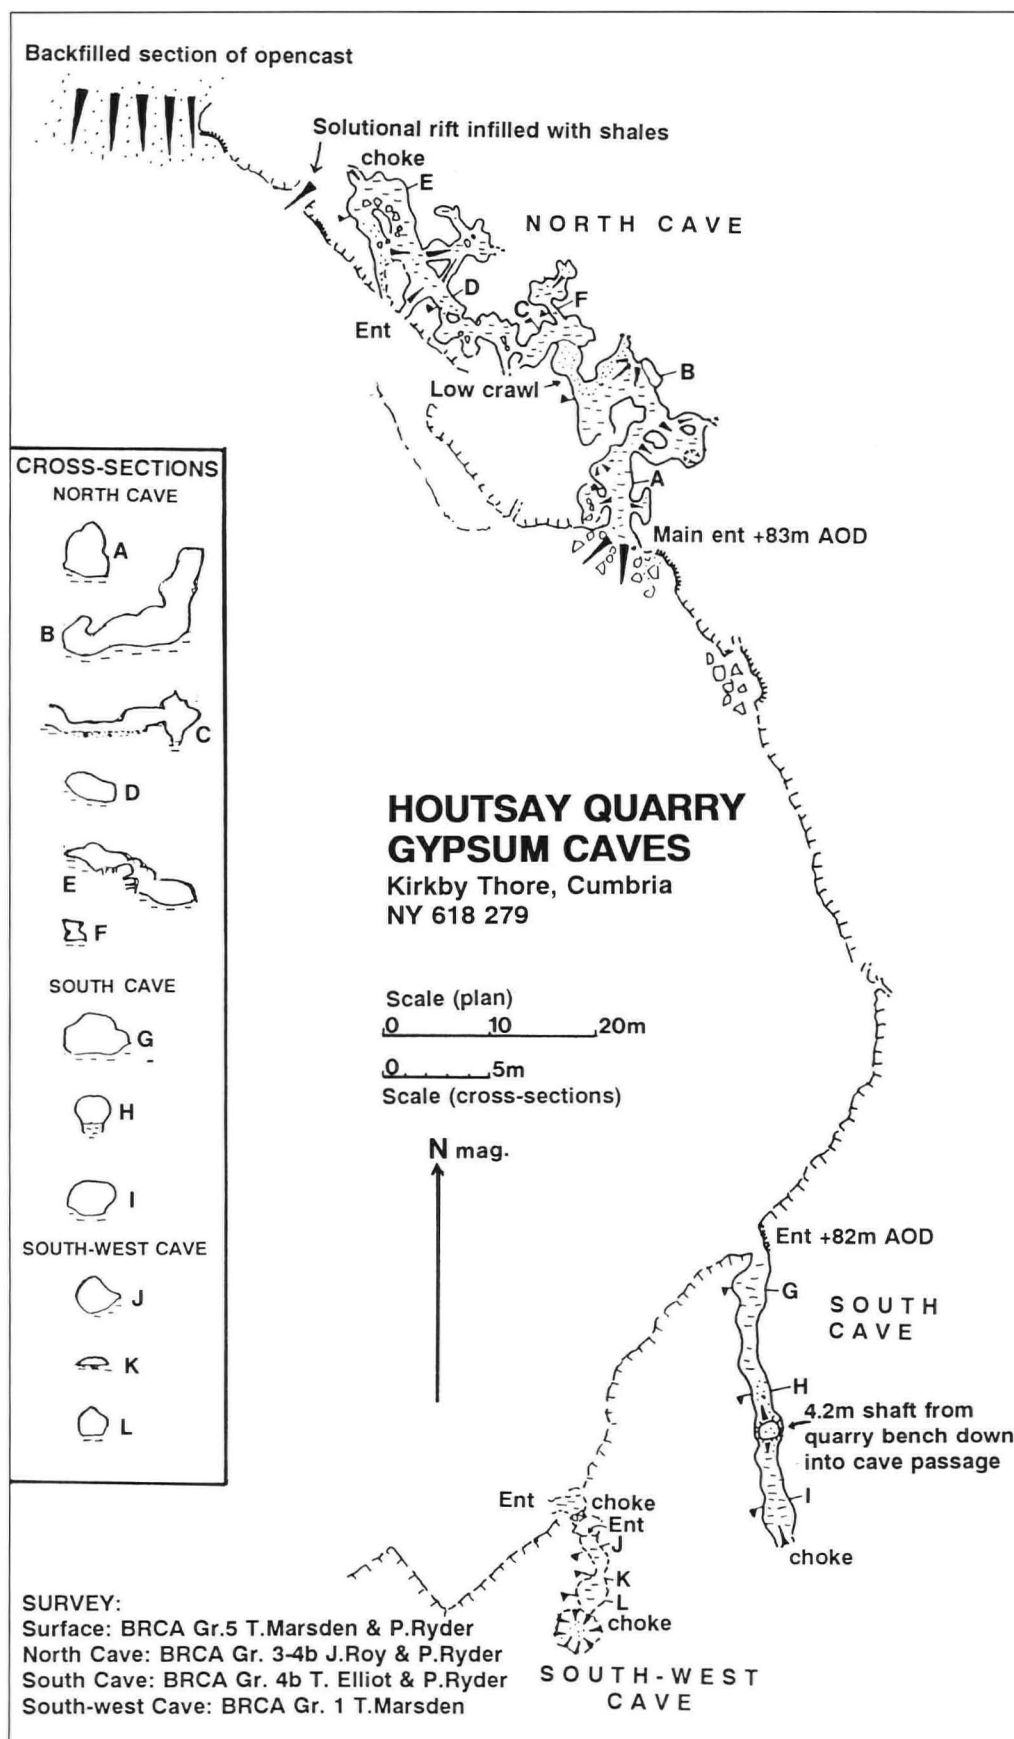 Backfilled section of opencast
Solutional rift infilled with shales
choke
E
NORTH CAVE
D
C
F
Ent
B
Low crawl
A
Main ent +83m AOD
CROSS-SECTIONS
NORTH CAVE
A
B
C
D
E
F
SOUTH CAVE
G
H
I
SOUTH-WEST CAVE
J
K
L
HOUTSAY QUARRY
GYPSUM CAVES
Kirkby Thore, Cumbria
NY 618 279
Scale (plan)
0 10 20m
0 5m
Scale (cross-sections)
N mag.
Ent +82m AOD
G
SOUTH
CAVE
H
4.2m shaft from
quarry bench down
into cave passage
I
choke
Ent
choke
Ent
J
K
L
choke
SOUTH-WEST
CAVE
SURVEY:
Surface: BRCA Gr.5 T.Marsden & P.Ryder
North Cave: BRCA Gr. 3-4b J.Roy & P.Ryder
South Cave: BRCA Gr. 4b T. Elliot & P.Ryder
South-west Cave: BRCA Gr. 1 T.Marsden